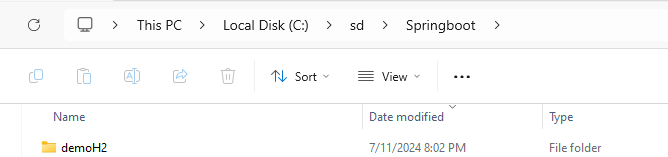 This PC > Local Disk (C:) > sd > Springboot >
Sort View ...
Name Date modified Type
demoH2 7/11/2024 8:02 PM File folder